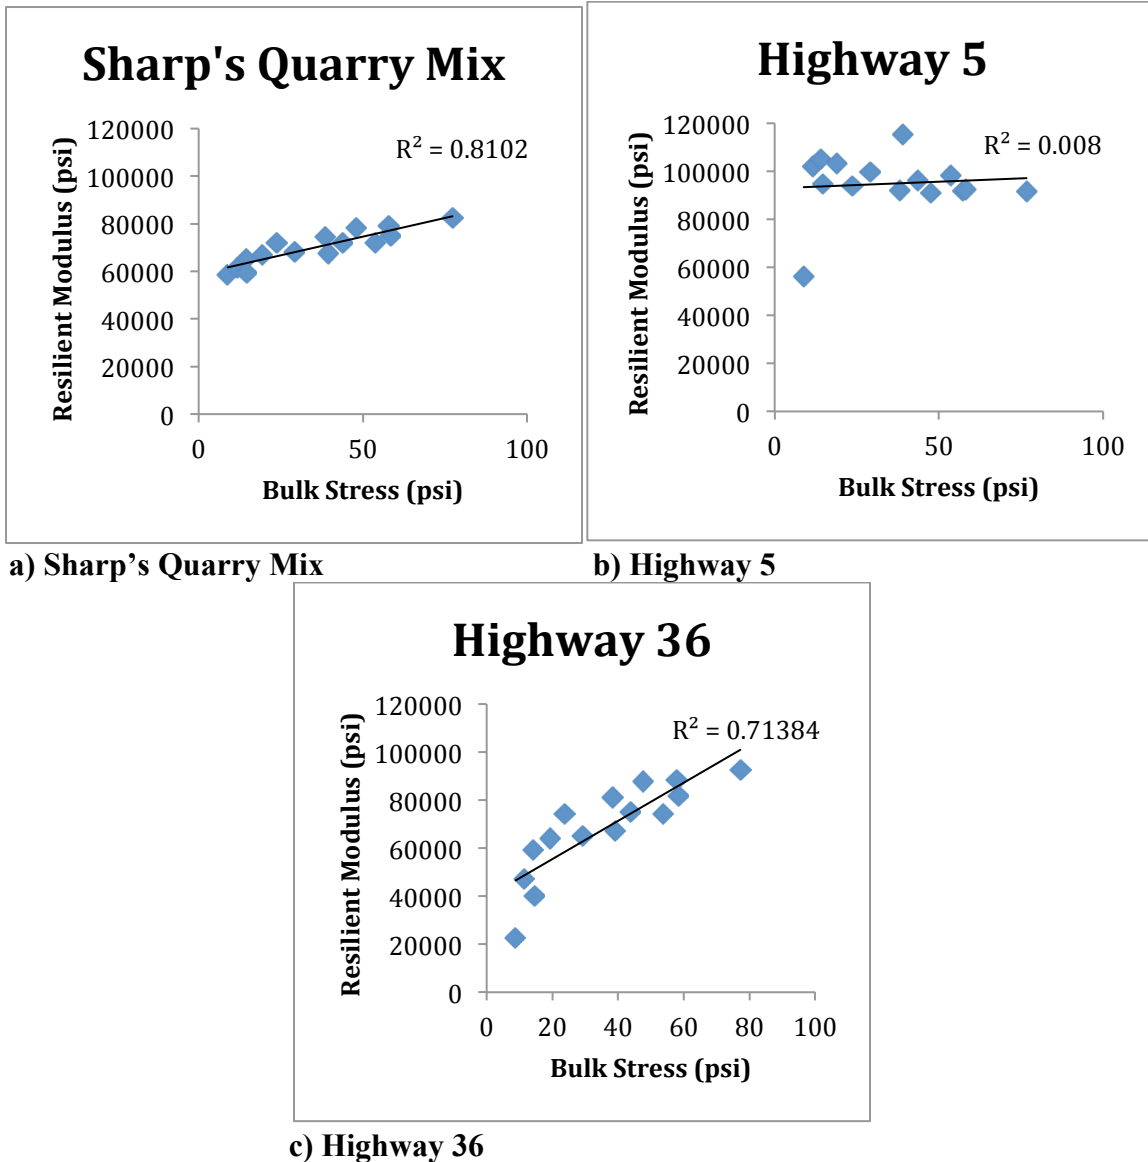 Sharp's Quarry Mix
R² = 0.8102
Resilient Modulus (psi)
120000
100000
80000
60000
40000
20000
0
0 50 100
Bulk Stress (psi)
Highway 5
R² = 0.008
Resilient Modulus (psi)
120000
100000
80000
60000
40000
20000
0
0 50 100
Bulk Stress (psi)
a) Sharp’s Quarry Mix
b) Highway 5
Highway 36
R² = 0.71384
Resilient Modulus (psi)
120000
100000
80000
60000
40000
20000
0
0 20 40 60 80 100
Bulk Stress (psi)
c) Highway 36